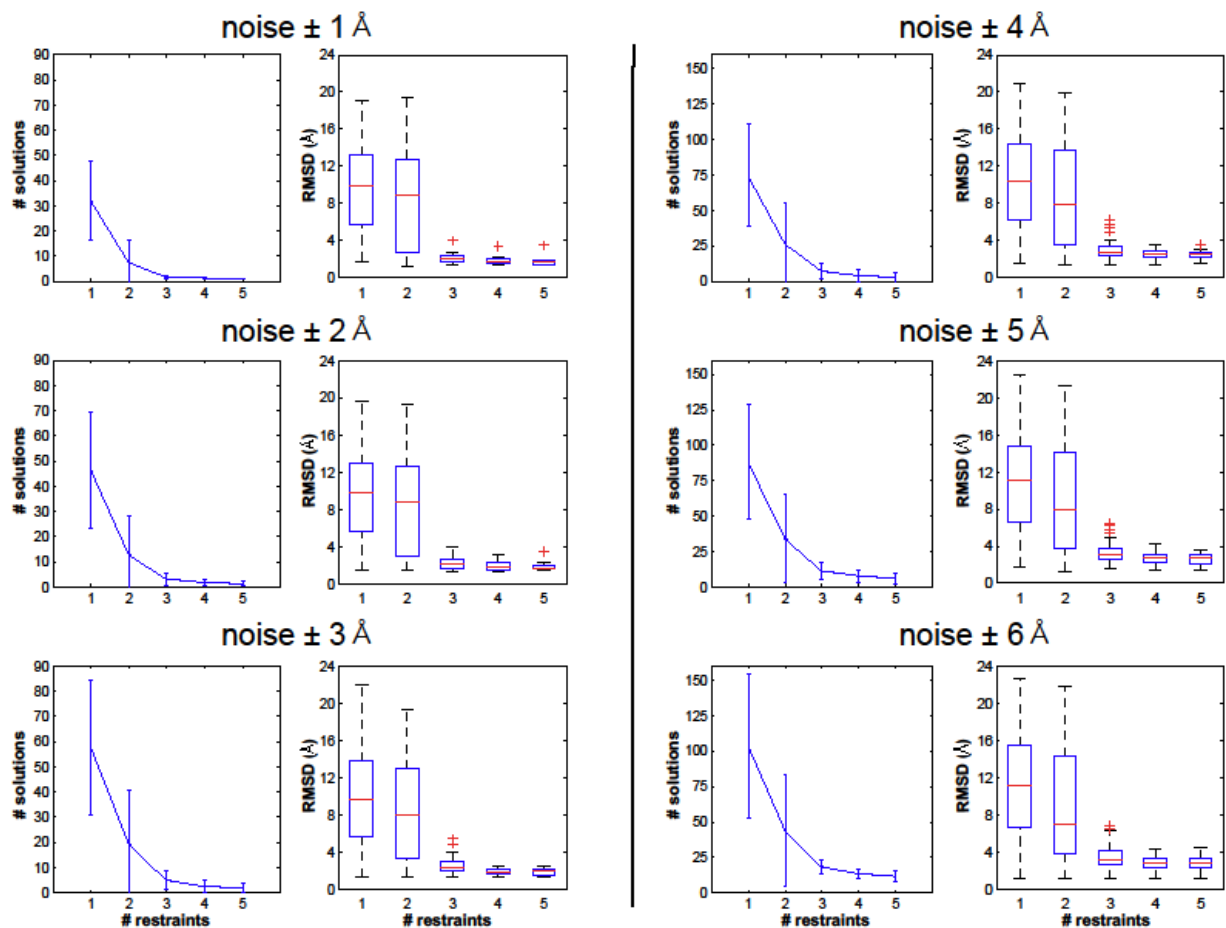 noise ± 1 Å
# solutions
90
80
70
60
50
40
30
20
10
0
1 2 3 4 5
RMSD (Å)
24
20
16
12
8
4
0
1 2 3 4 5
noise ± 2 Å
# solutions
90
80
70
60
50
40
30
20
10
0
1 2 3 4 5
RMSD (Å)
24
20
16
12
8
4
0
1 2 3 4 5
noise ± 3 Å
# solutions
90
80
70
60
50
40
30
20
10
0
1 2 3 4 5
# restraints
RMSD (Å)
24
20
16
12
8
4
0
1 2 3 4 5
# restraints
noise ± 4 Å
# solutions
150
125
100
75
50
25
0
1 2 3 4 5
RMSD (Å)
24
20
16
12
8
4
0
1 2 3 4 5
noise ± 5 Å
# solutions
150
125
100
75
50
25
0
1 2 3 4 5
RMSD (Å)
24
20
16
12
8
4
0
1 2 3 4 5
noise ± 6 Å
# solutions
150
125
100
75
50
25
0
1 2 3 4 5
# restraints
RMSD (Å)
24
20
16
12
8
4
0
1 2 3 4 5
# restraints